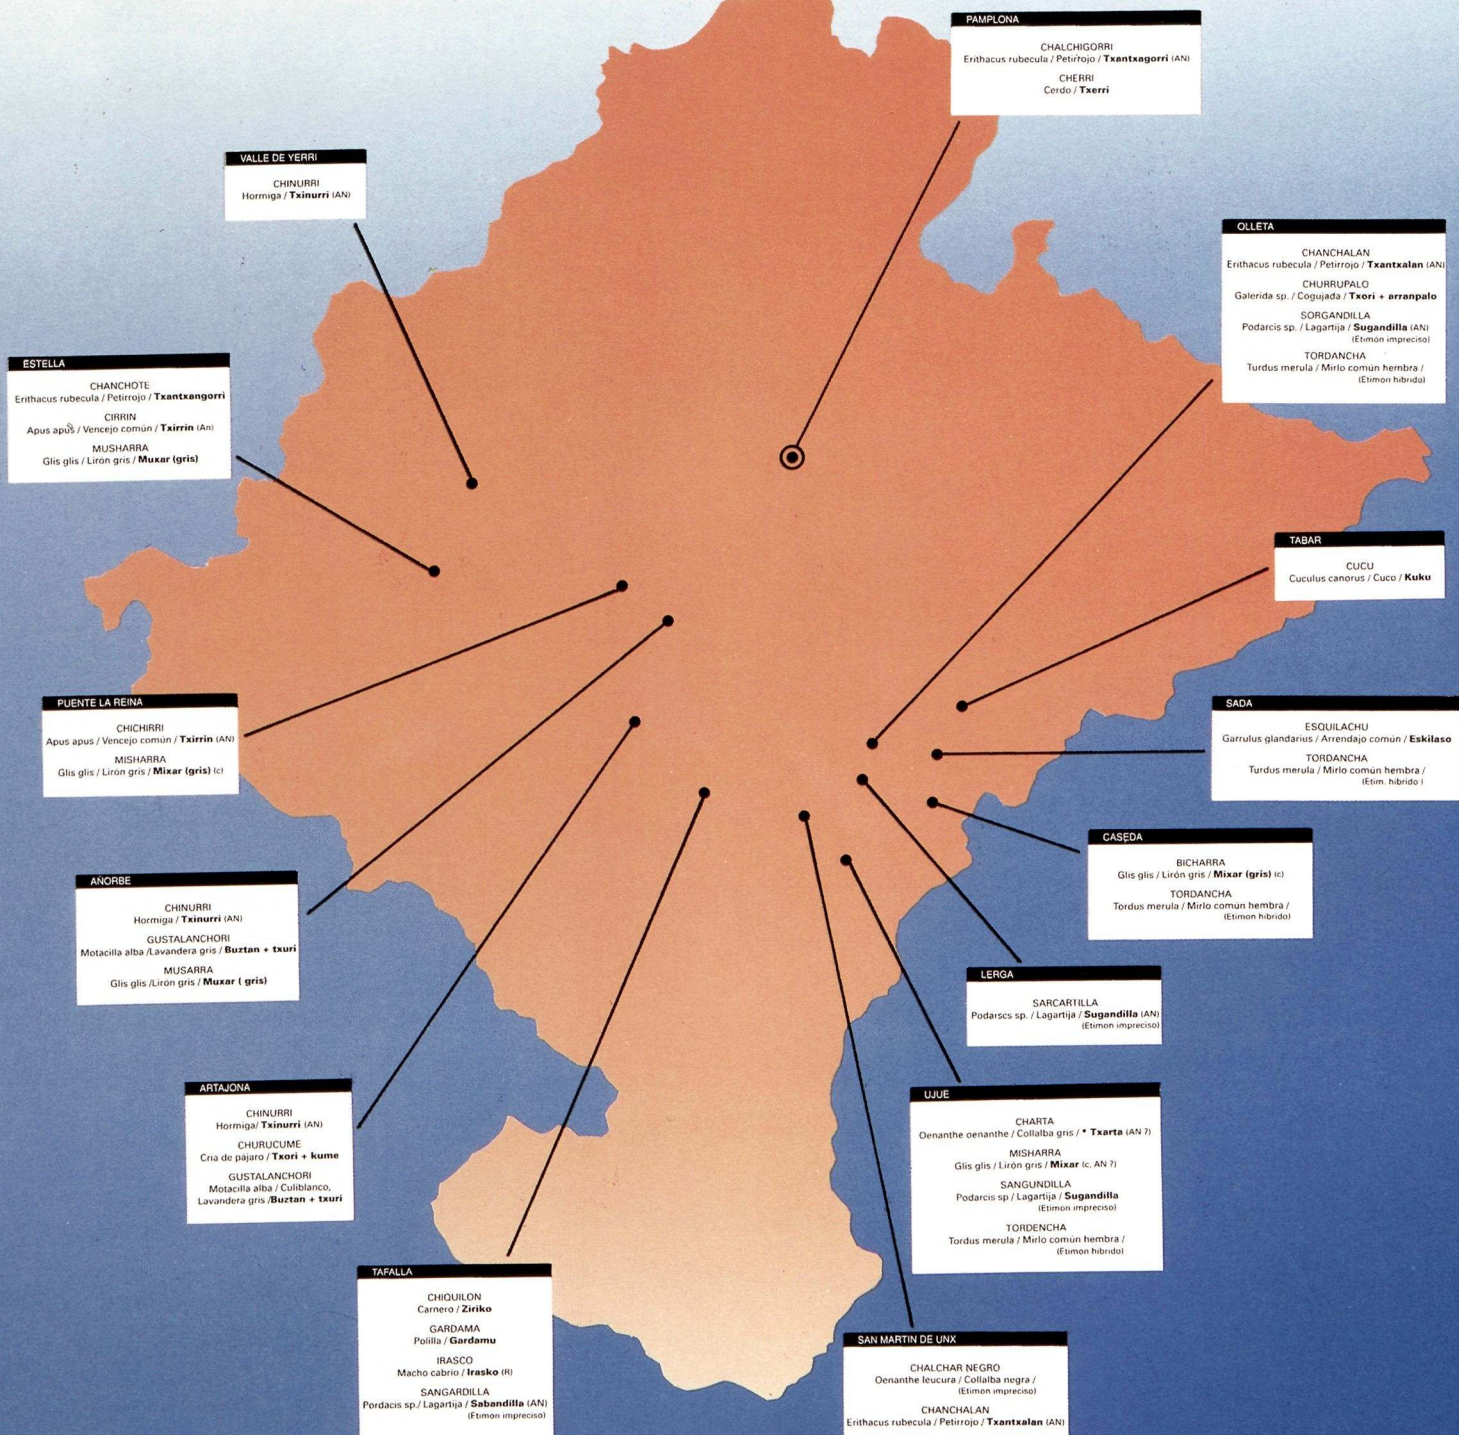 PAMPLONA
CHALCHIGORRI
Erithacus rubecula / Petirrojo / Txantxagorri (AN)
CHERRI
Cerdo / Txerri
VALLE DE YERRI
CHINURRI
Hormiga / Txinurri (AN)
OLLETA
CHANCHALAN
Erithacus rubecula / Petirrojo / Txantxalan (AN)
CHURRUPALO
Galerida sp. / Cogujada / Txori + arranpalo
SORGANDILLA
Podarcis sp. / Lagartija / Sugandilla (AN)
(Etimón impreciso)
TORDANCHA
Turdus merula / Mirlo común hembra /
(Etimon híbrido)
ESTELLA
CHANCHOTE
Erithacus rubecula / Petirrojo / Txantxangorri
CIRRIN
Apus apus / Vencejo común / Txirrin (An)
MUSHARRA
Glis glis / Lirón gris / Muxar (gris)
TABAR
CUCU
Cuculus canorus / Cuco / Kuku
PUENTE LA REINA
CHICHIRRI
Apus apus / Vencejo común / Txirrin (AN)
MISHARRA
Glis glis / Lirón gris / Mixar (gris) (c)
SADA
ESQUILACHU
Garrulus glandarius / Arrendajo común / Eskilaso
TORDANCHA
Turdus merula / Mirlo común hembra /
(Etim. híbrido )
CASEDA
BICHARRA
Glis glis / Lirón gris / Mixar (gris) (c)
TORDANCHA
Tordus merula / Mirlo común hembra /
(Etimon híbrido)
AÑORBE
CHINURRI
Hormiga / Txinurri (AN)
GUSTALANCHORI
Motacilla alba /Lavandera gris / Buztan + txuri
MUSARRA
Glis glis /Lirón gris / Muxar ( gris)
LERGA
SARCARTILLA
Podarscs sp. / Lagartija / Sugandilla (AN)
(Etimon impreciso)
ARTAJONA
CHINURRI
Hormiga/ Txinurri (AN)
CHURUCUME
Cria de pájaro / Txori + kume
GUSTALANCHORI
Motacilla alba / Culiblanco,
Lavandera gris /Buztan + txuri
UJUE
CHARTA
Oenanthe oenanthe / Collalba gris / * Txarta (AN ?)
MISHARRA
Glis glis / Lirón gris / Mixar (c, AN ?)
SANGUNDILLA
Podarcis sp / Lagartija / Sugandilla
(Etimon impreciso)
TORDENCHA
Tordus merula / Mirlo común hembra /
(Etimon híbrido)
TAFALLA
CHIQUILON
Carnero / Ziriko
GARDAMA
Polilla / Gardamu
IRASCO
Macho cabrío / Irasko (R)
SANGARDILLA
Pordacis sp./ Lagartija / Sabandilla (AN)
(Etimon impreciso)
SAN MARTIN DE UNX
CHALCHAR NEGRO
Oenanthe leucura / Collalba negra /
(Etimon impreciso)
CHANCHALAN
Erithacus rubecula / Petirrojo / Txantxalan (AN)